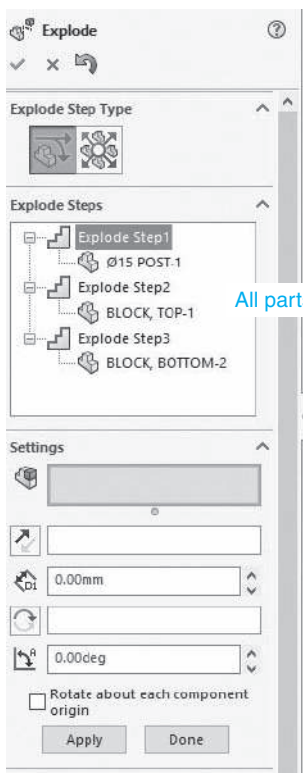 Explode
Explode Step Type
Explode Steps
Explode Step1
Ø15 POST-1
Explode Step2
BLOCK, TOP-1
All part
Explode Step3
BLOCK, BOTTOM-2
Settings
D1
0.00mm
A
0.00deg
Rotate about each component
origin
Apply Done